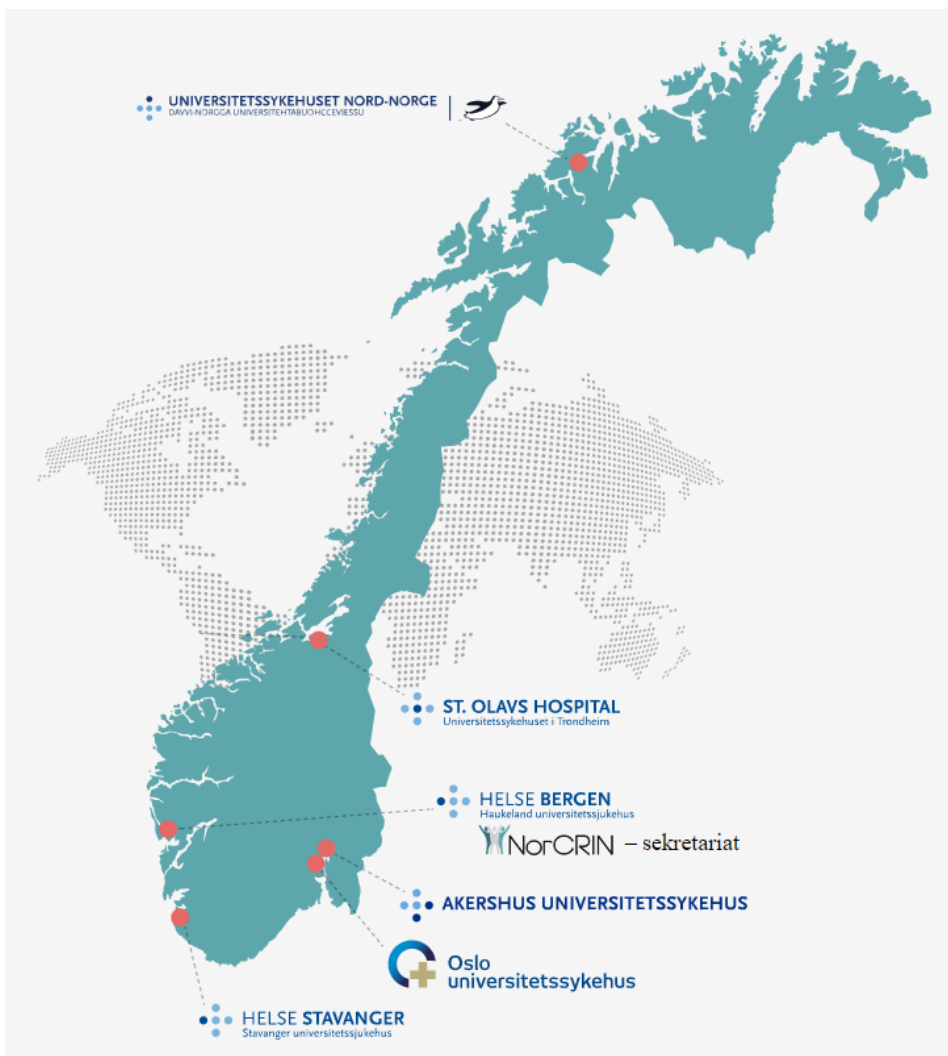 UNIVERSITETSSYKEHUSET NORD-NORGE
DAVVI-NORGGA UNIVERSITEHTABUOHCCEVIESSU
ST. OLAVS HOSPITAL
Universitetssykehuset i Trondheim
HELSE BERGEN
Haukeland universitetssjukehus
NorCRIN – sekretariat
AKERSHUS UNIVERSITETSSYKEHUS
Oslo
universitetssykehus
HELSE STAVANGER
Stavanger universitetssjukehus